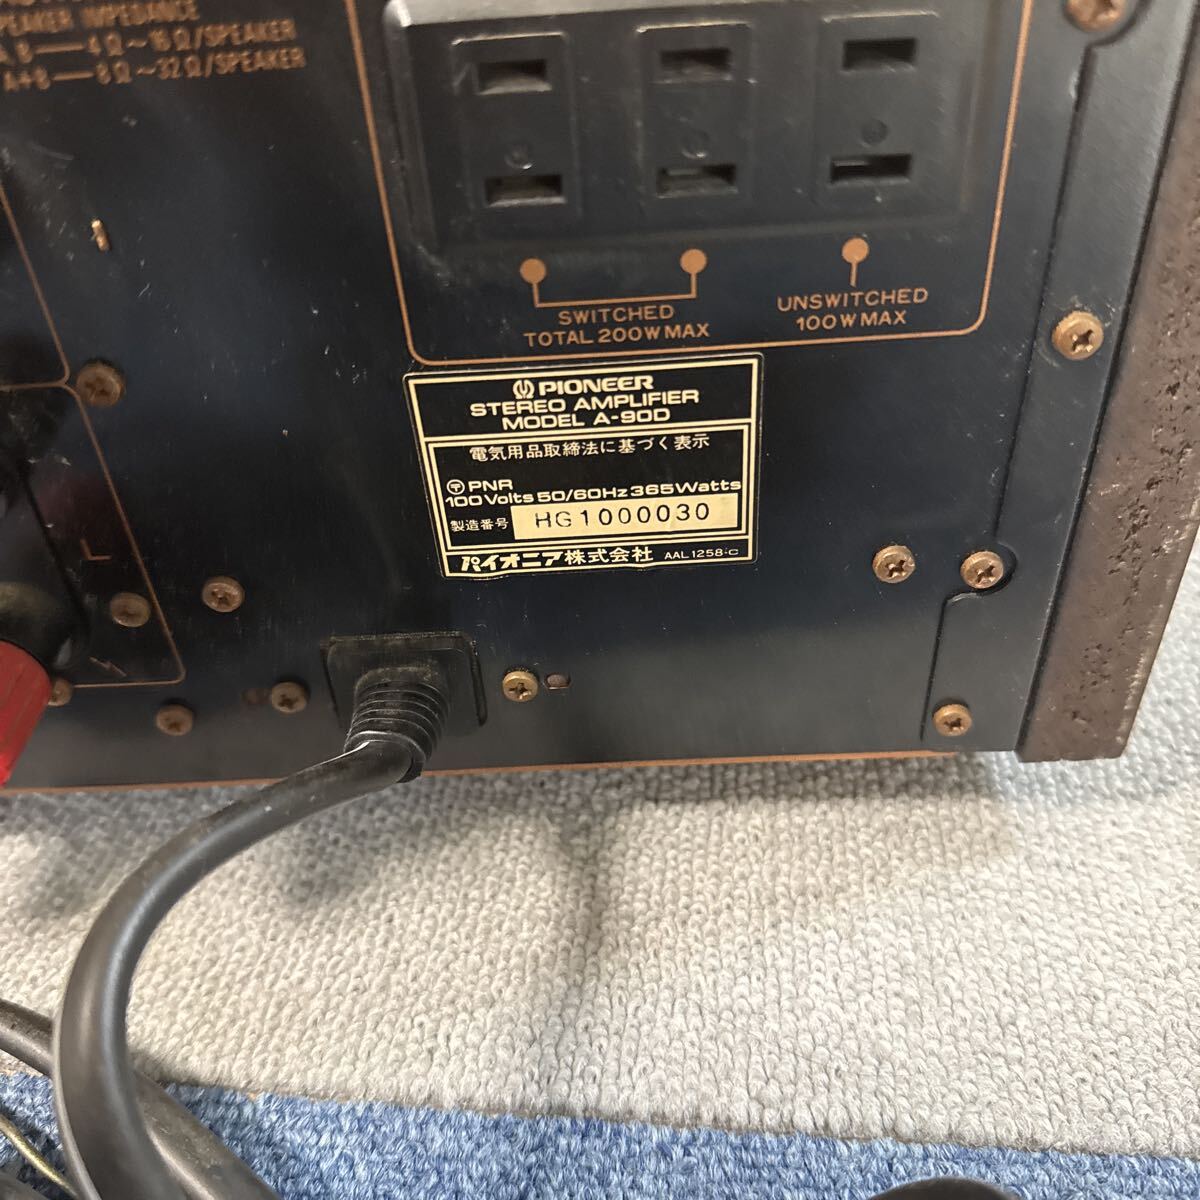 SPEAKER IMPEDANCE
A, B — 4Ω~16Ω/SPEAKER
A+B — 8Ω~32Ω/SPEAKER
SWITCHED
TOTAL 200W MAX
UNSWITCHED
100W MAX
PIONEER
STEREO AMPLIFIER
MODEL A-90D
電気用品取締法に基づく表示
〒 PNR
100Volts 50/60Hz 365Watts
製造番号 HG1000030
パイオニア株式会社 AAL1258-C
L